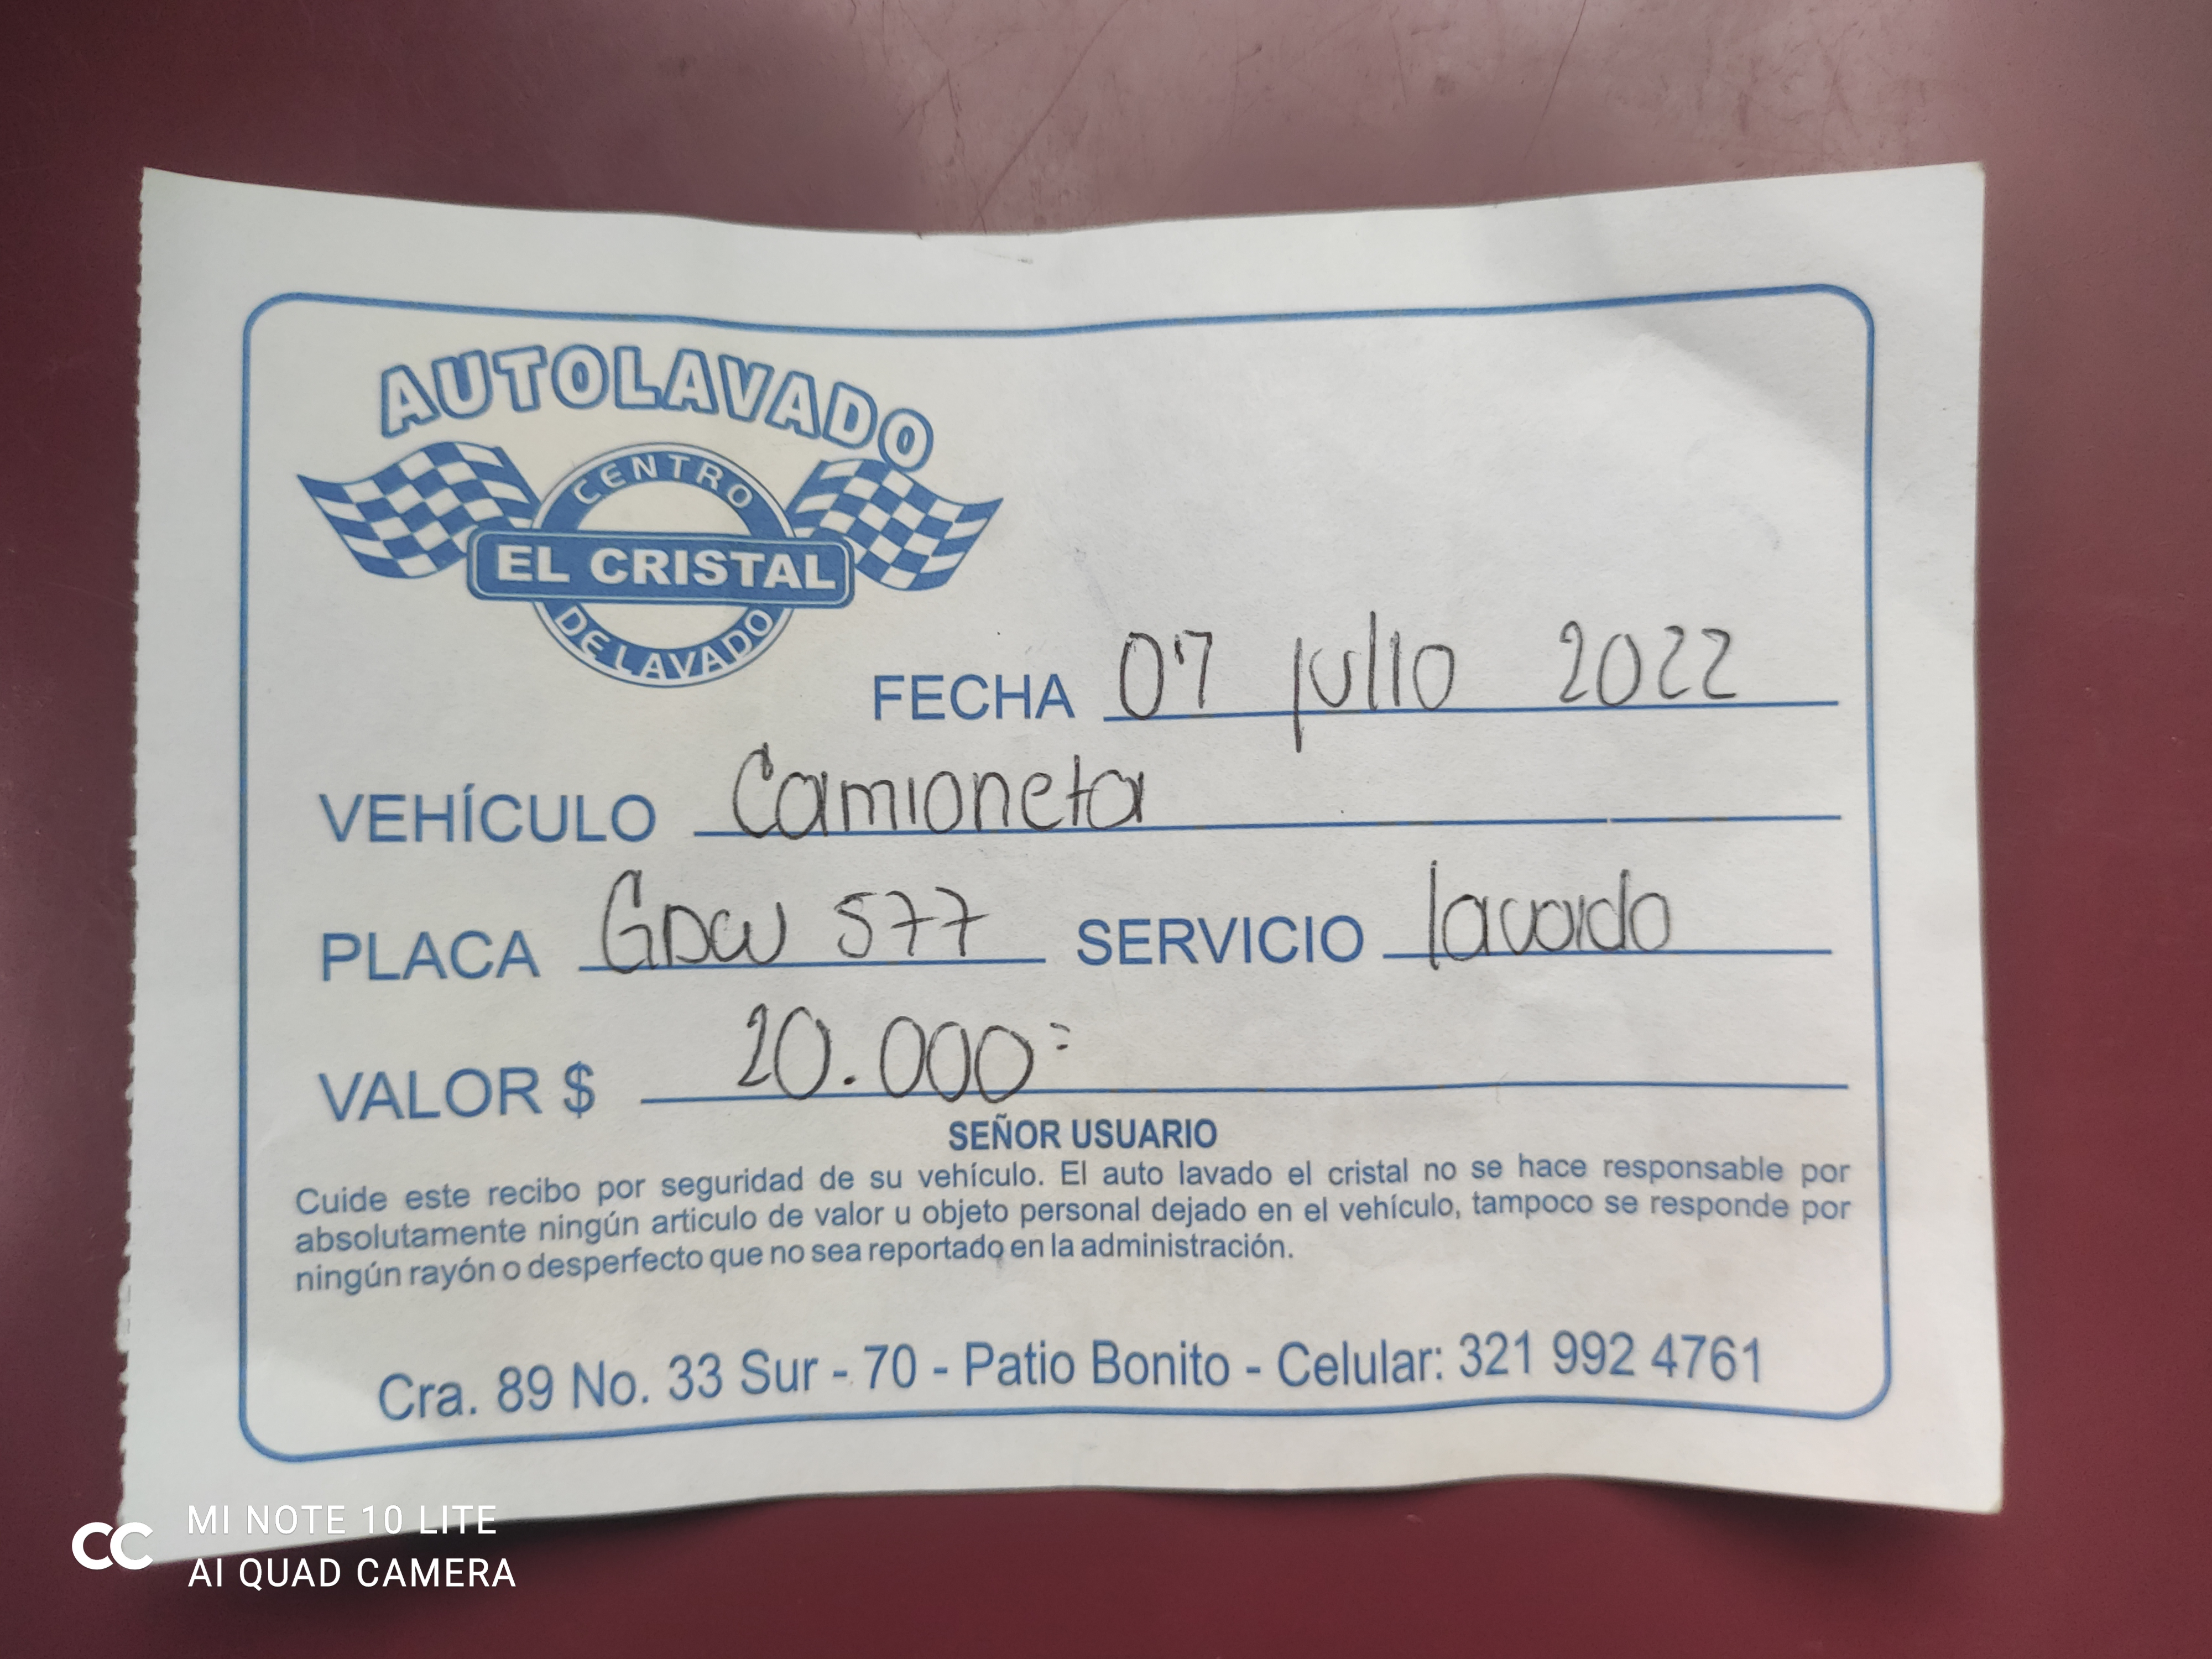 AUTOLAVADO
CENTRO
EL CRISTAL
DE LAVADO
FECHA 07 julio 2022
VEHÍCULO Camioneta
PLACA GDW 577 SERVICIO lavado
VALOR $ 20.000=
SEÑOR USUARIO
Cuide este recibo por seguridad de su vehículo. El auto lavado el cristal no se hace responsable por
absolutamente ningún articulo de valor u objeto personal dejado en el vehículo, tampoco se responde por
ningún rayón o desperfecto que no sea reportado en la administración.
Cra. 89 No. 33 Sur - 70 - Patio Bonito - Celular: 321 992 4761
MI NOTE 10 LITE
AI QUAD CAMERA